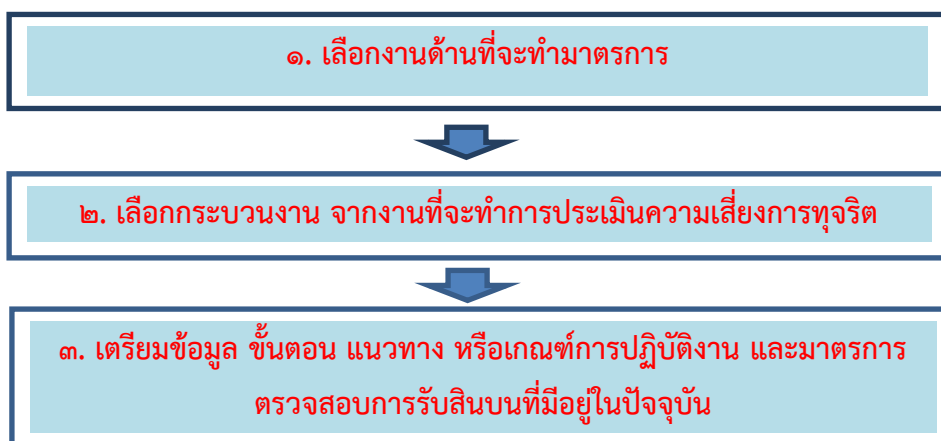 ๑. เลือกงานด้านที่จะทำมาตรการ
๒. เลือกกระบวนงาน จากงานที่จะทำการประเมินความเสี่ยงการทุจริต
๓. เตรียมข้อมูล ขั้นตอน แนวทาง หรือเกณฑ์การปฏิบัติงาน และมาตรการ
ตรวจสอบการรับสินบนที่มีอยู่ในปัจจุบัน